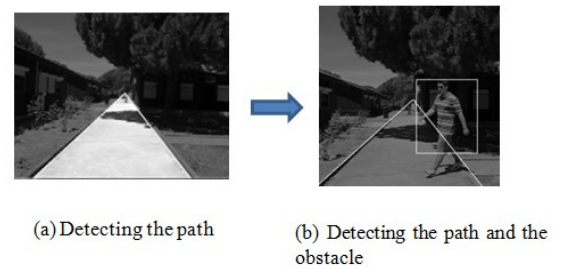 (a) Detecting the path
(b) Detecting the path and the
obstacle